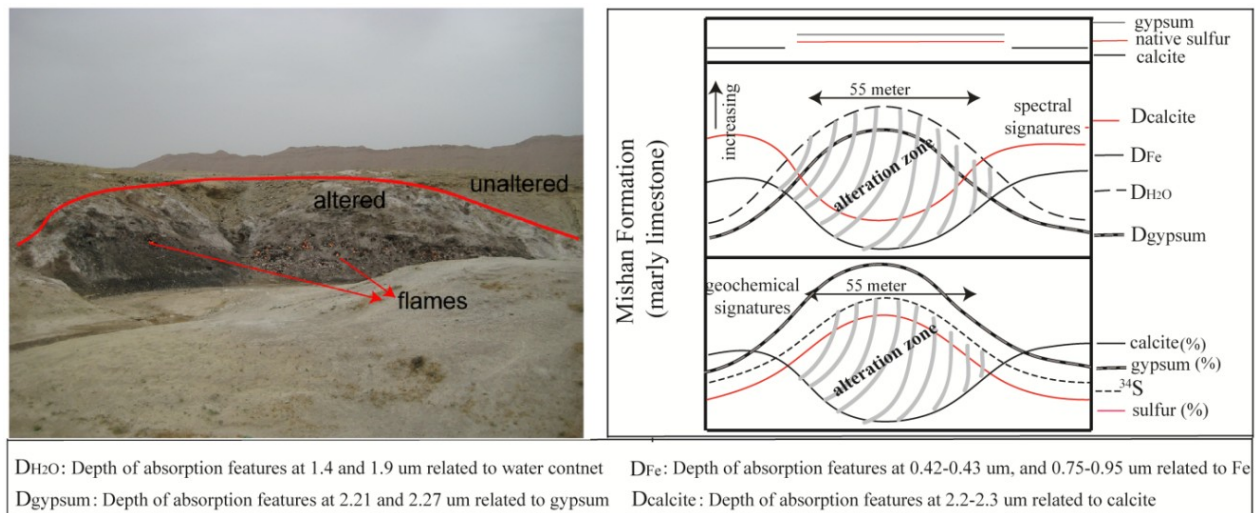 unaltered
altered
flames
Mishan Formation
(marly limestone)
gypsum
native sulfur
calcite
increasing
55 meter
spectral
signatures
alteration zone
Dcalcite
DFe
DH2O
Dgypsum
geochemical
signatures
55 meter
alteration zone
calcite(%)
gypsum (%)
34S
sulfur (%)
DH2O: Depth of absorption features at 1.4 and 1.9 um related to water contnet
DFe: Depth of absorption features at 0.42-0.43 um, and 0.75-0.95 um related to Fe
Dgypsum: Depth of absorption features at 2.21 and 2.27 um related to gypsum
Dcalcite: Depth of absorption features at 2.2-2.3 um related to calcite